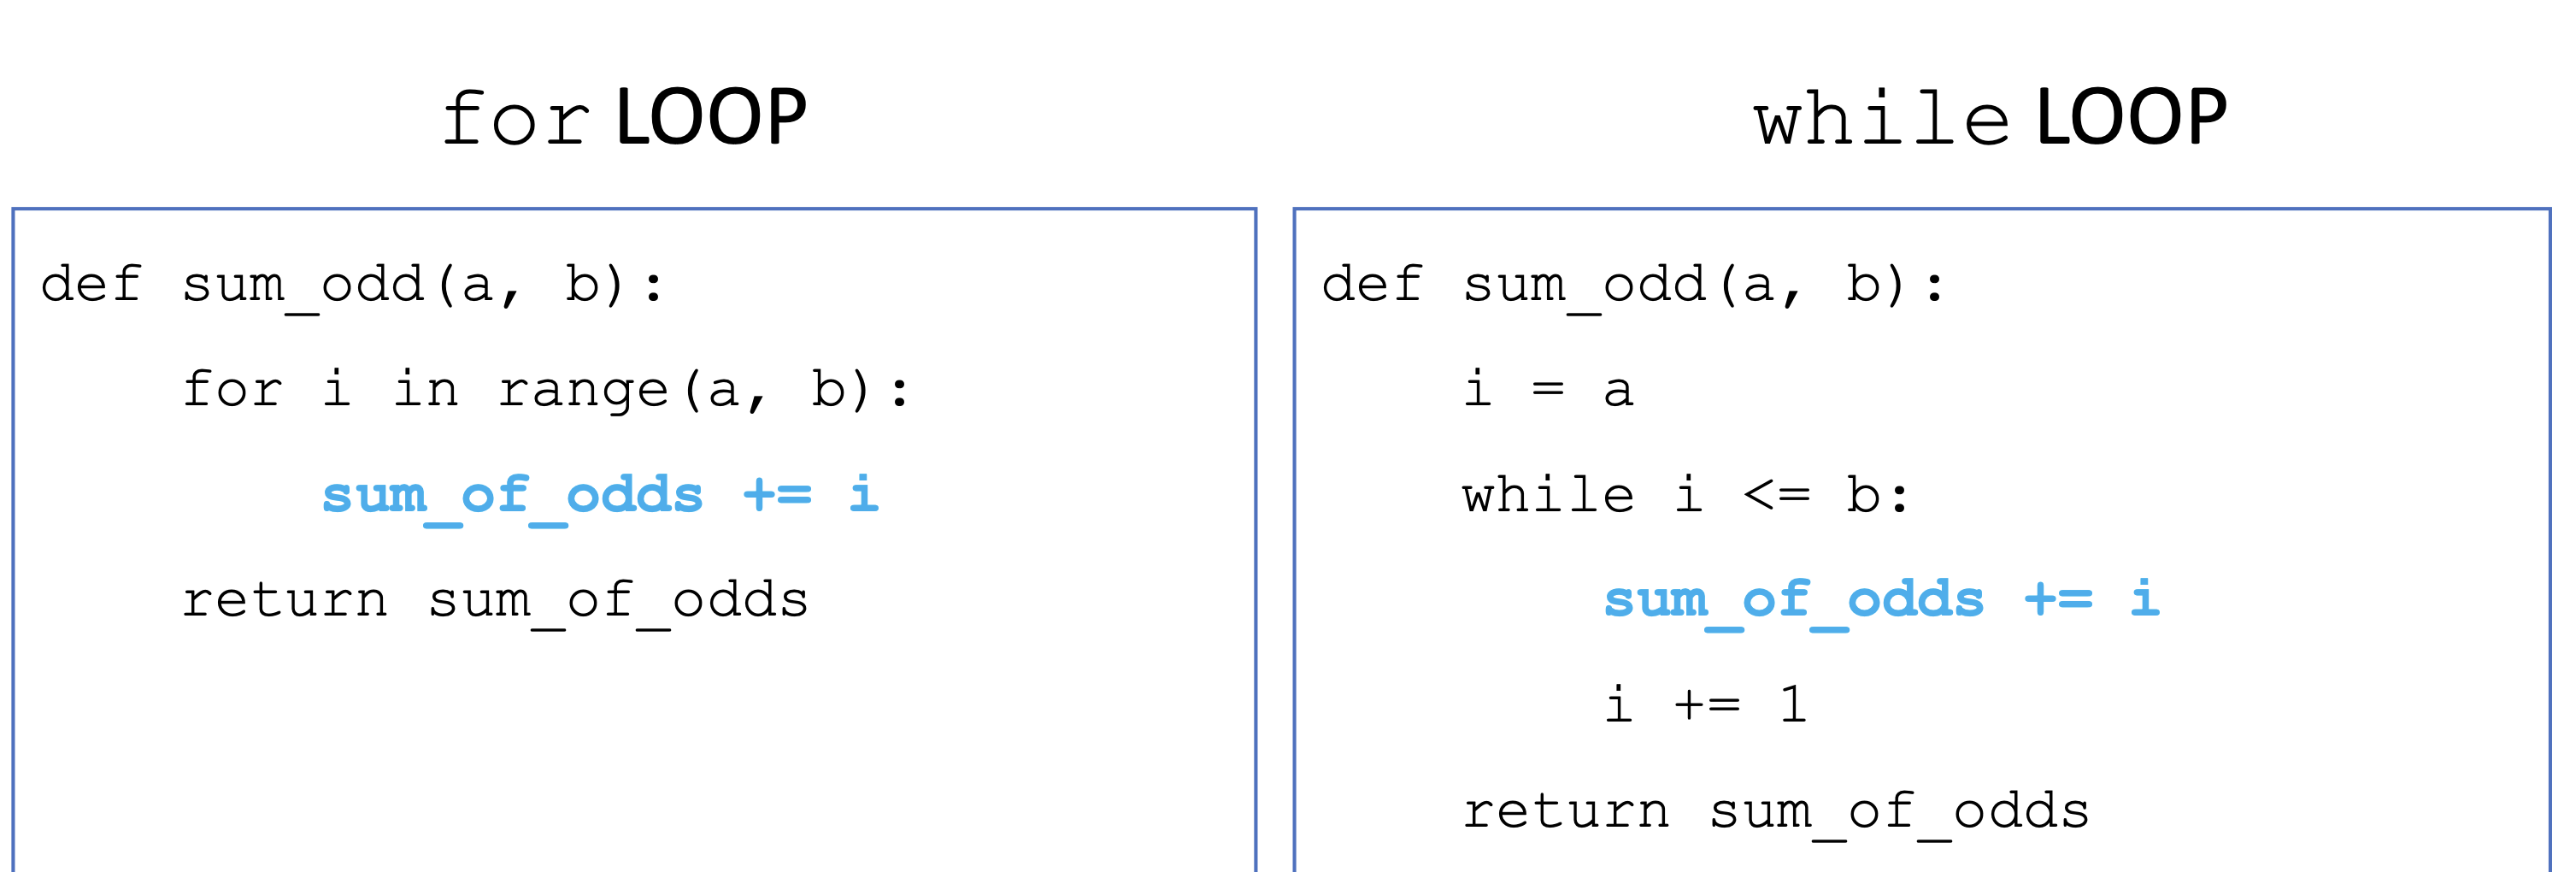 for LOOP
def sum_odd(a, b):
    for i in range(a, b):
        sum_of_odds += i
    return sum_of_odds
while LOOP
def sum_odd(a, b):
    i = a
    while i <= b:
        sum_of_odds += i
        i += 1
    return sum_of_odds